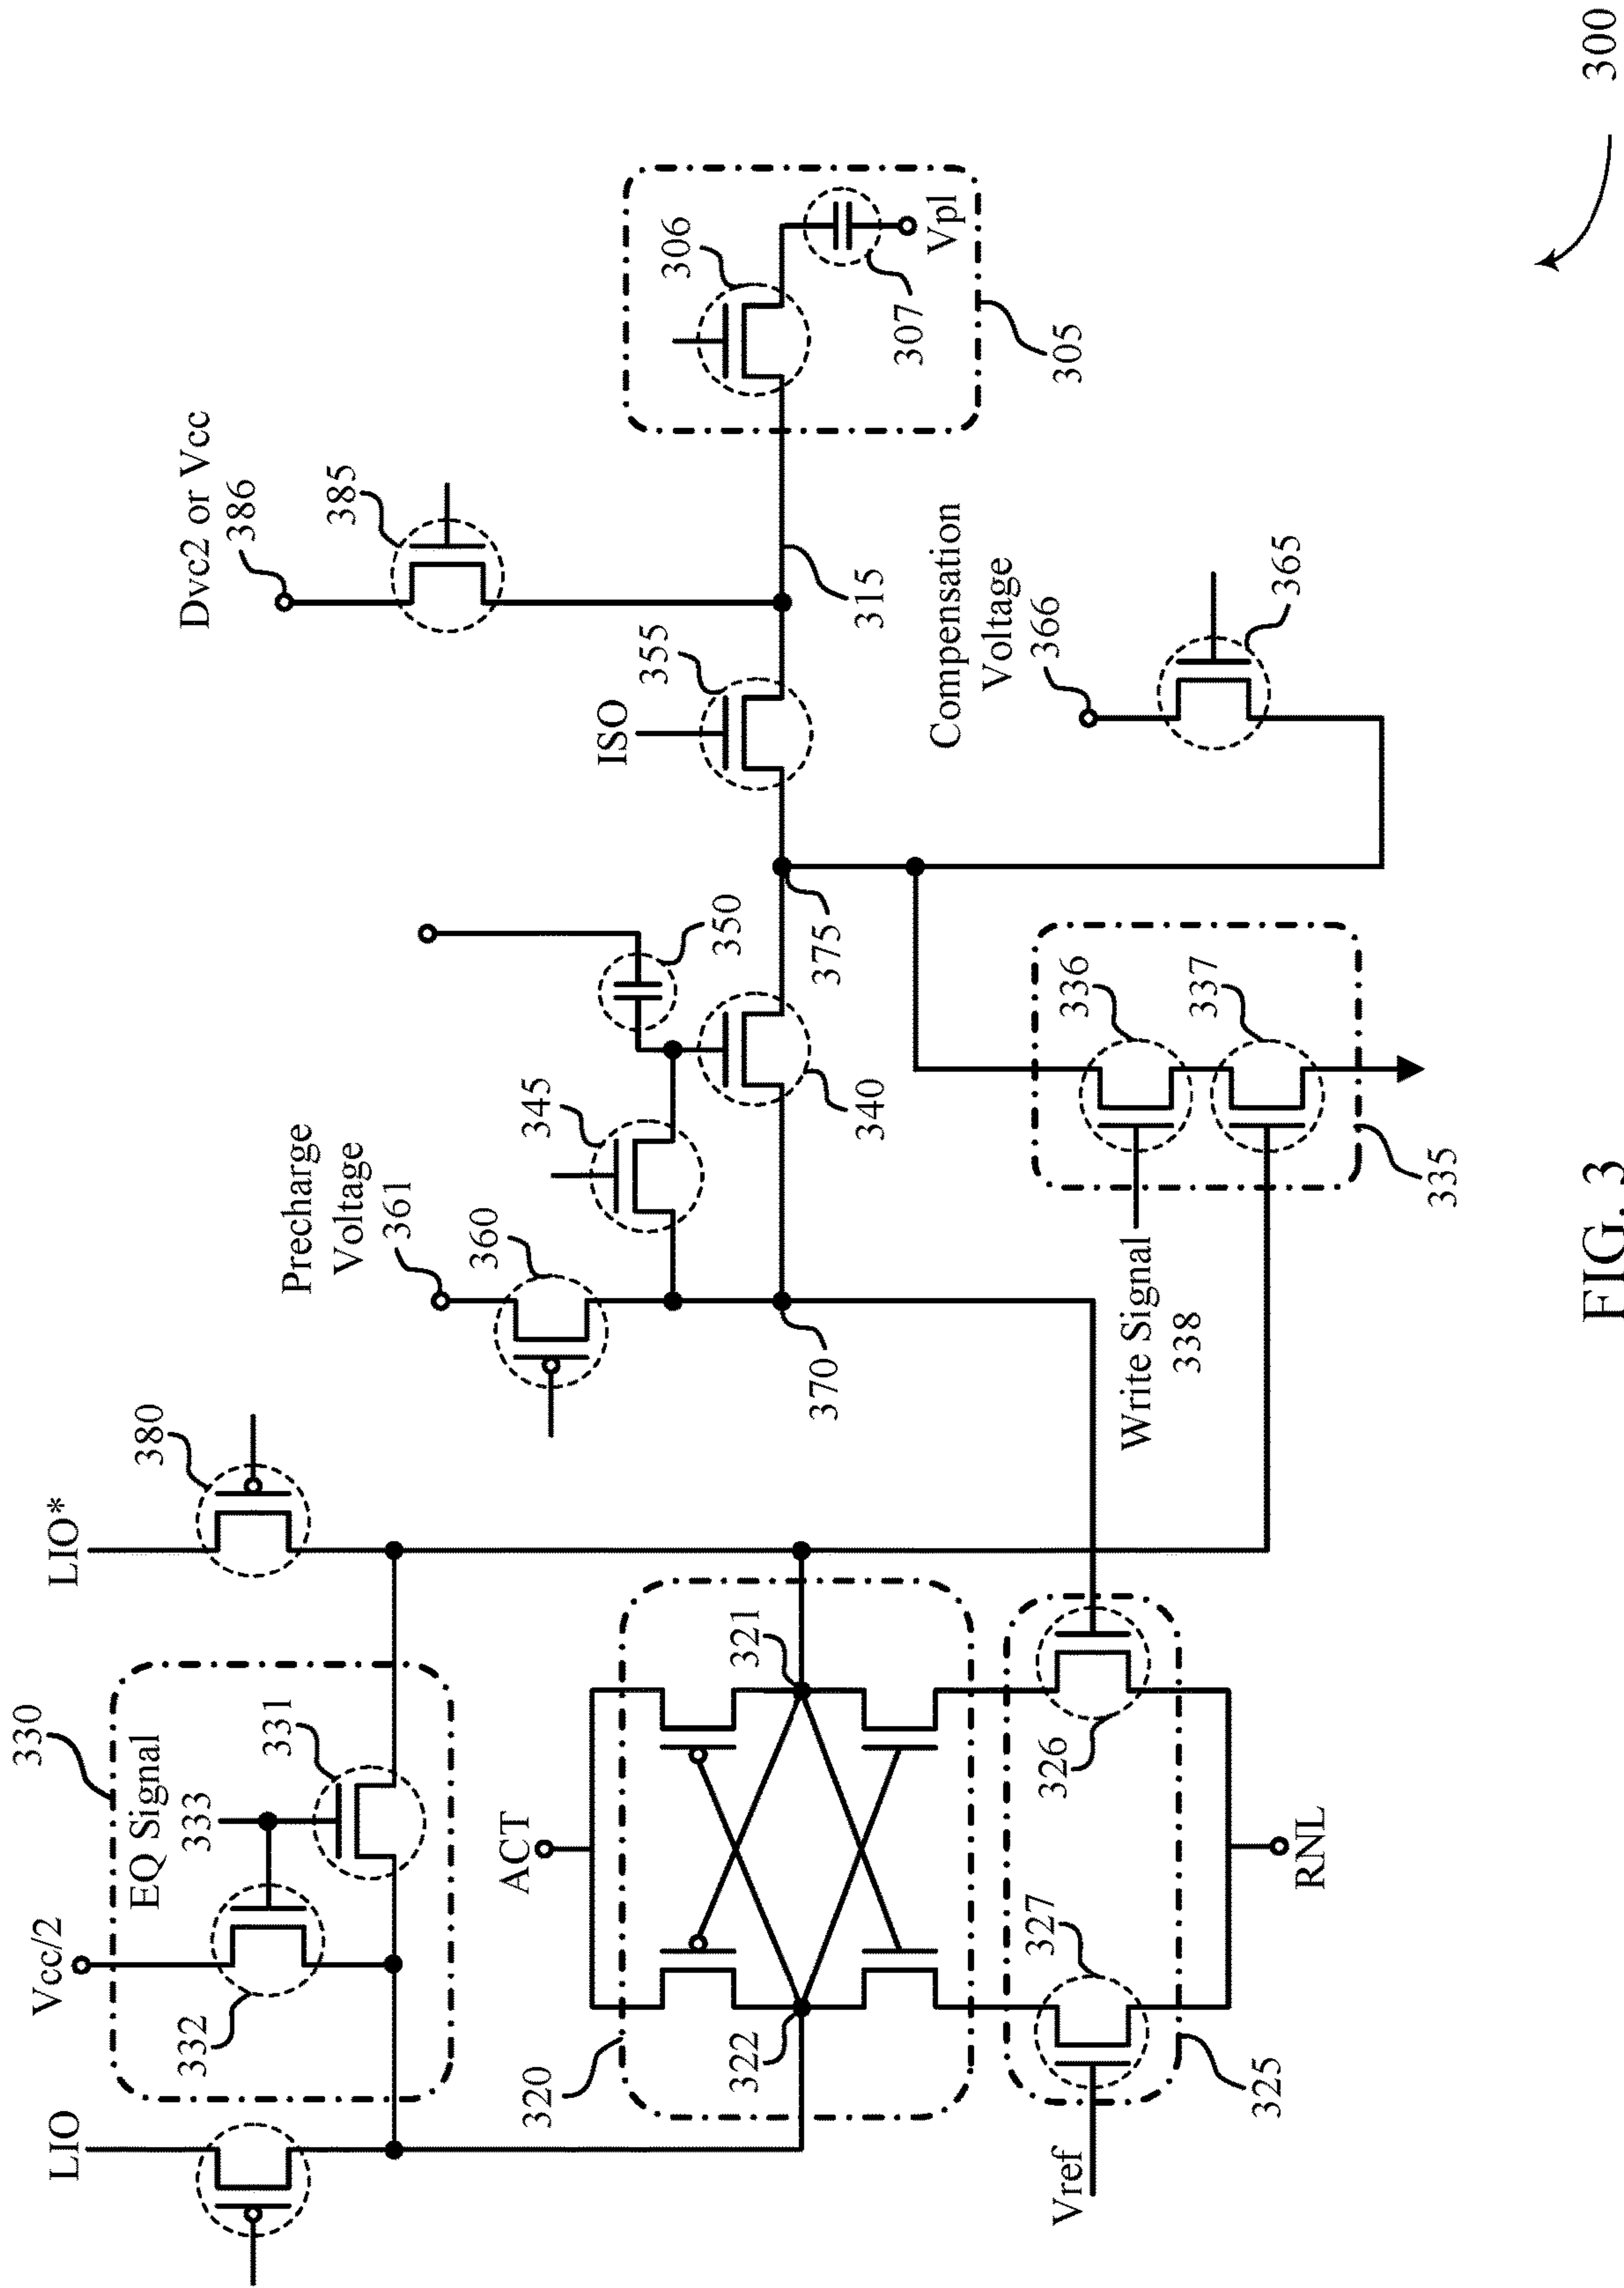 LIO
Vcc/2
332
330
EQ Signal
333
331
LIO*
380
320
322
ACT
321
Vref
327
325
RNL
326
Precharge
Voltage
361
360
370
345
340
350
375
Write Signal
338
336
337
335
ISO
355
Dvc2 or Vcc
386
385
315
Compensation
Voltage
366
365
306
307
Vpl
305
300
FIG. 3